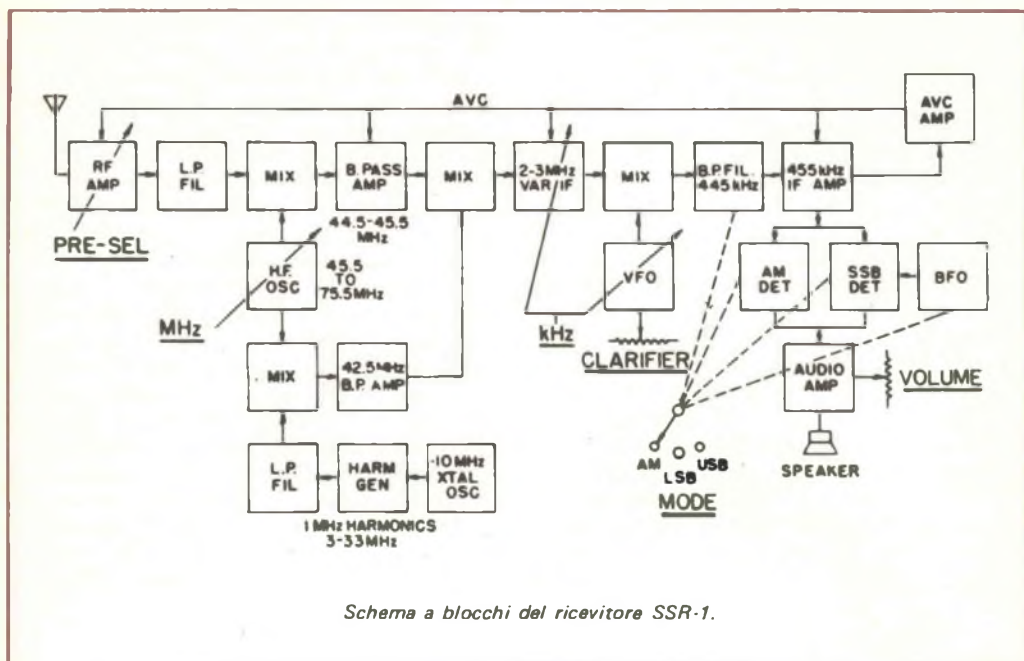 AVC
AVC
AMP
RF
AMP
L.P.
FIL
MIX
B. PASS
AMP
MIX
2-3MHz
VAR IF
MIX
B.P. FIL.
445kHz
455kHz
IF AMP
PRE-SEL
44.5-45.5
MHz
H.F.
OSC
45.5
TO
75.5MHz
MHz
VFO
kHz
CLARIFIER
AM
DET
SSB
DET
BFO
MIX
42.5MHz
B.P. AMP
AUDIO
AMP
VOLUME
SPEAKER
L.P.
FIL
HARM
GEN
-10MHz
XTAL
OSC
1 MHz HARMONICS
3-33MHz
AM
LSB
USB
MODE
Schema a blocchi del ricevitore SSR-1.